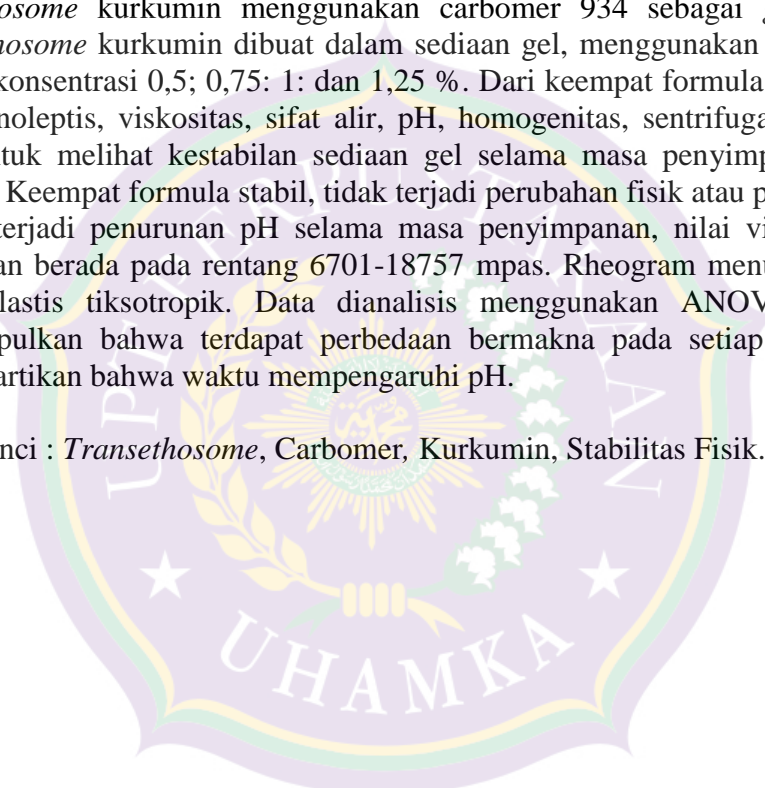 osome kurkumin menggunakan carbomer 934 sebagai g
hosome kurkumin dibuat dalam sediaan gel, menggunakan
konsentrasi 0,5; 0,75: 1: dan 1,25 %. Dari keempat formula
noleptis, viskositas, sifat alir, pH, homogenitas, sentrifuga
tuk melihat kestabilan sediaan gel selama masa penyimp
Keempat formula stabil, tidak terjadi perubahan fisik atau p
terjadi penurunan pH selama masa penyimpanan, nilai vi
an berada pada rentang 6701-18757 mpas. Rheogram menu
lastis tiksotropik. Data dianalisis menggunakan ANOV
pulkan bahwa terdapat perbedaan bermakna pada setiap
artikan bahwa waktu mempengaruhi pH.
nci : Transethosome, Carbomer, Kurkumin, Stabilitas Fisik.
UPT PERPUSTAKAAN
UHAMKA